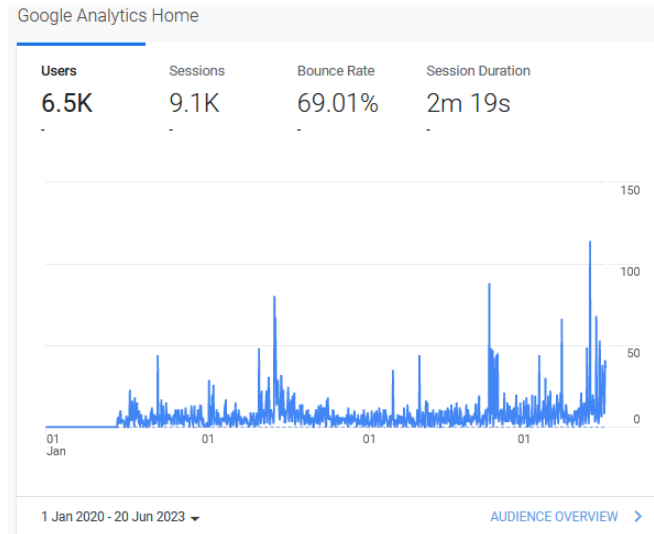 Google Analytics Home
Users Sessions Bounce Rate Session Duration
6.5K 9.1K 69.01% 2m 19s
- - - -
150
100
50
0
01 01 01 01
Jan
1 Jan 2020 - 20 Jun 2023 AUDIENCE OVERVIEW